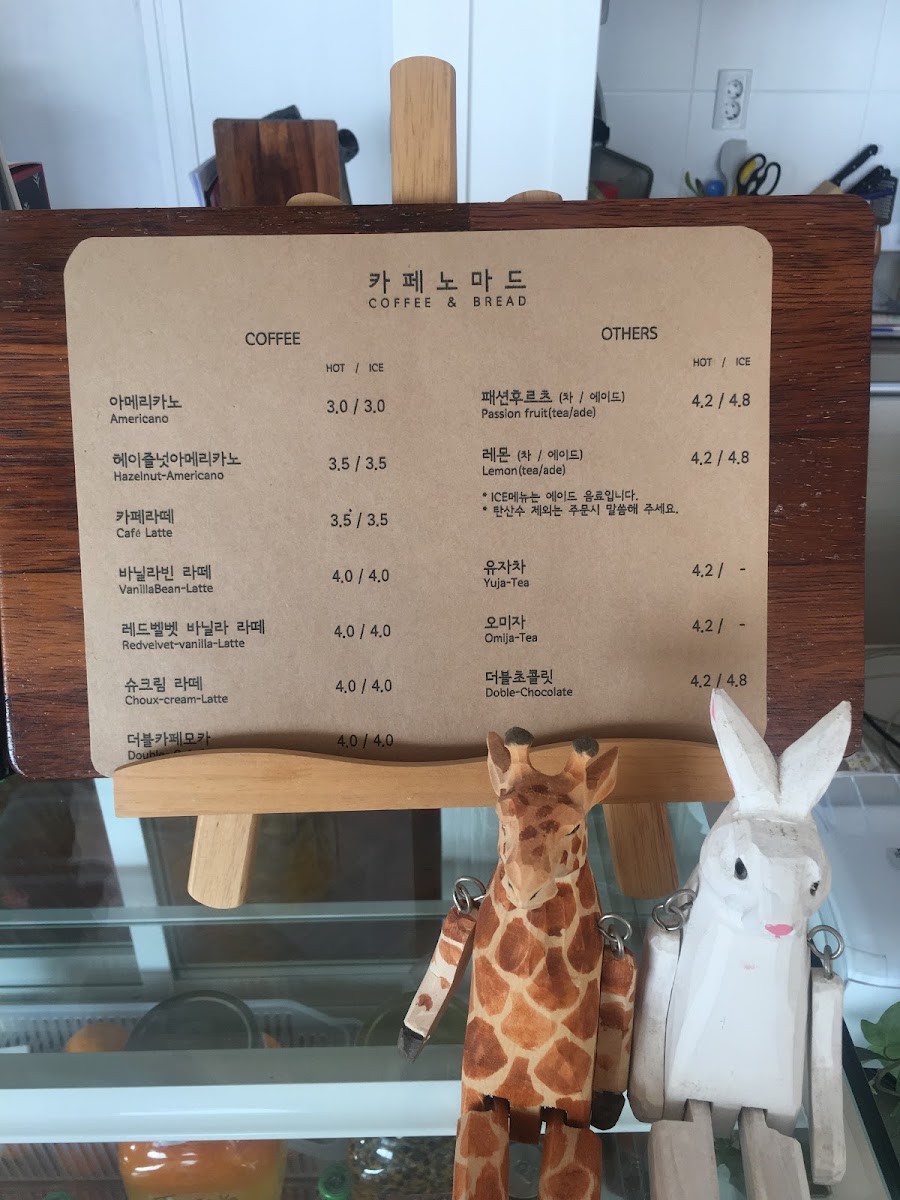 카페노마드
COFFEE & BREAD
COFFEE
HOT / ICE
아메리카노 3.0 / 3.0
Americano
헤이즐넛아메리카노 3.5 / 3.5
Hazelnut-Americano
카페라떼 3.5 / 3.5
Café Latte
바닐라빈 라떼 4.0 / 4.0
VanillaBean-Latte
레드벨벳 바닐라 라떼 4.0 / 4.0
Redvelvet-vanilla-Latte
슈크림 라떼 4.0 / 4.0
Choux-cream-Latte
더블카페모카 4.0 / 4.0
OTHERS
HOT / ICE
패션후르츠 (차 / 에이드) 4.2 / 4.8
Passion fruit(tea/ade)
레몬 (차 / 에이드) 4.2 / 4.8
Lemon(tea/ade)
* ICE메뉴는 에이드 음료입니다.
* 탄산수 제외는 주문시 말씀해 주세요.
유자차 4.2 / -
Yuja-Tea
오미자 4.2 / -
Omija-Tea
더블초콜릿 4.2 / 4.8
Doble-Chocolate